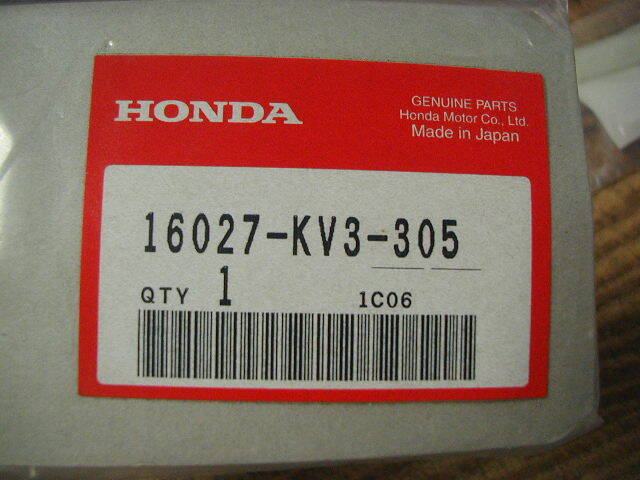 HONDA
GENUINE PARTS
Honda Motor Co., Ltd.
Made in Japan
16027-KV3-305
QTY 1 1C06